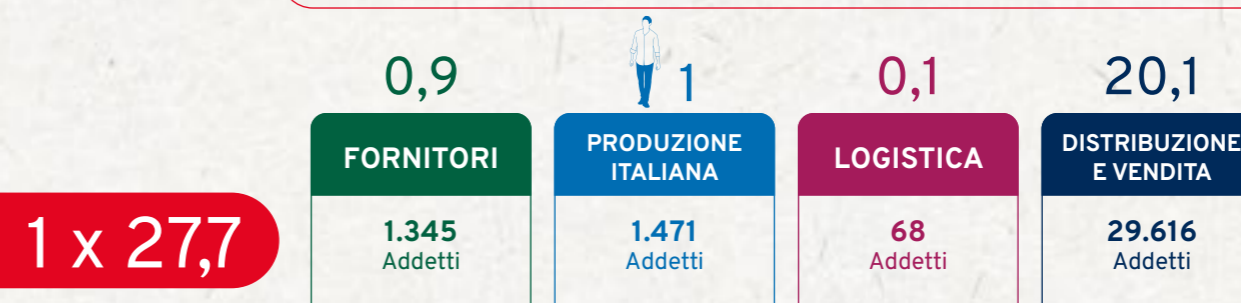 0,9
1
0,1
20,1
FORNITORI
PRODUZIONE
ITALIANA
LOGISTICA
DISTRIBUZIONE
E VENDITA
1 x 27,7
1.345
Addetti
1.471
Addetti
68
Addetti
29.616
Addetti